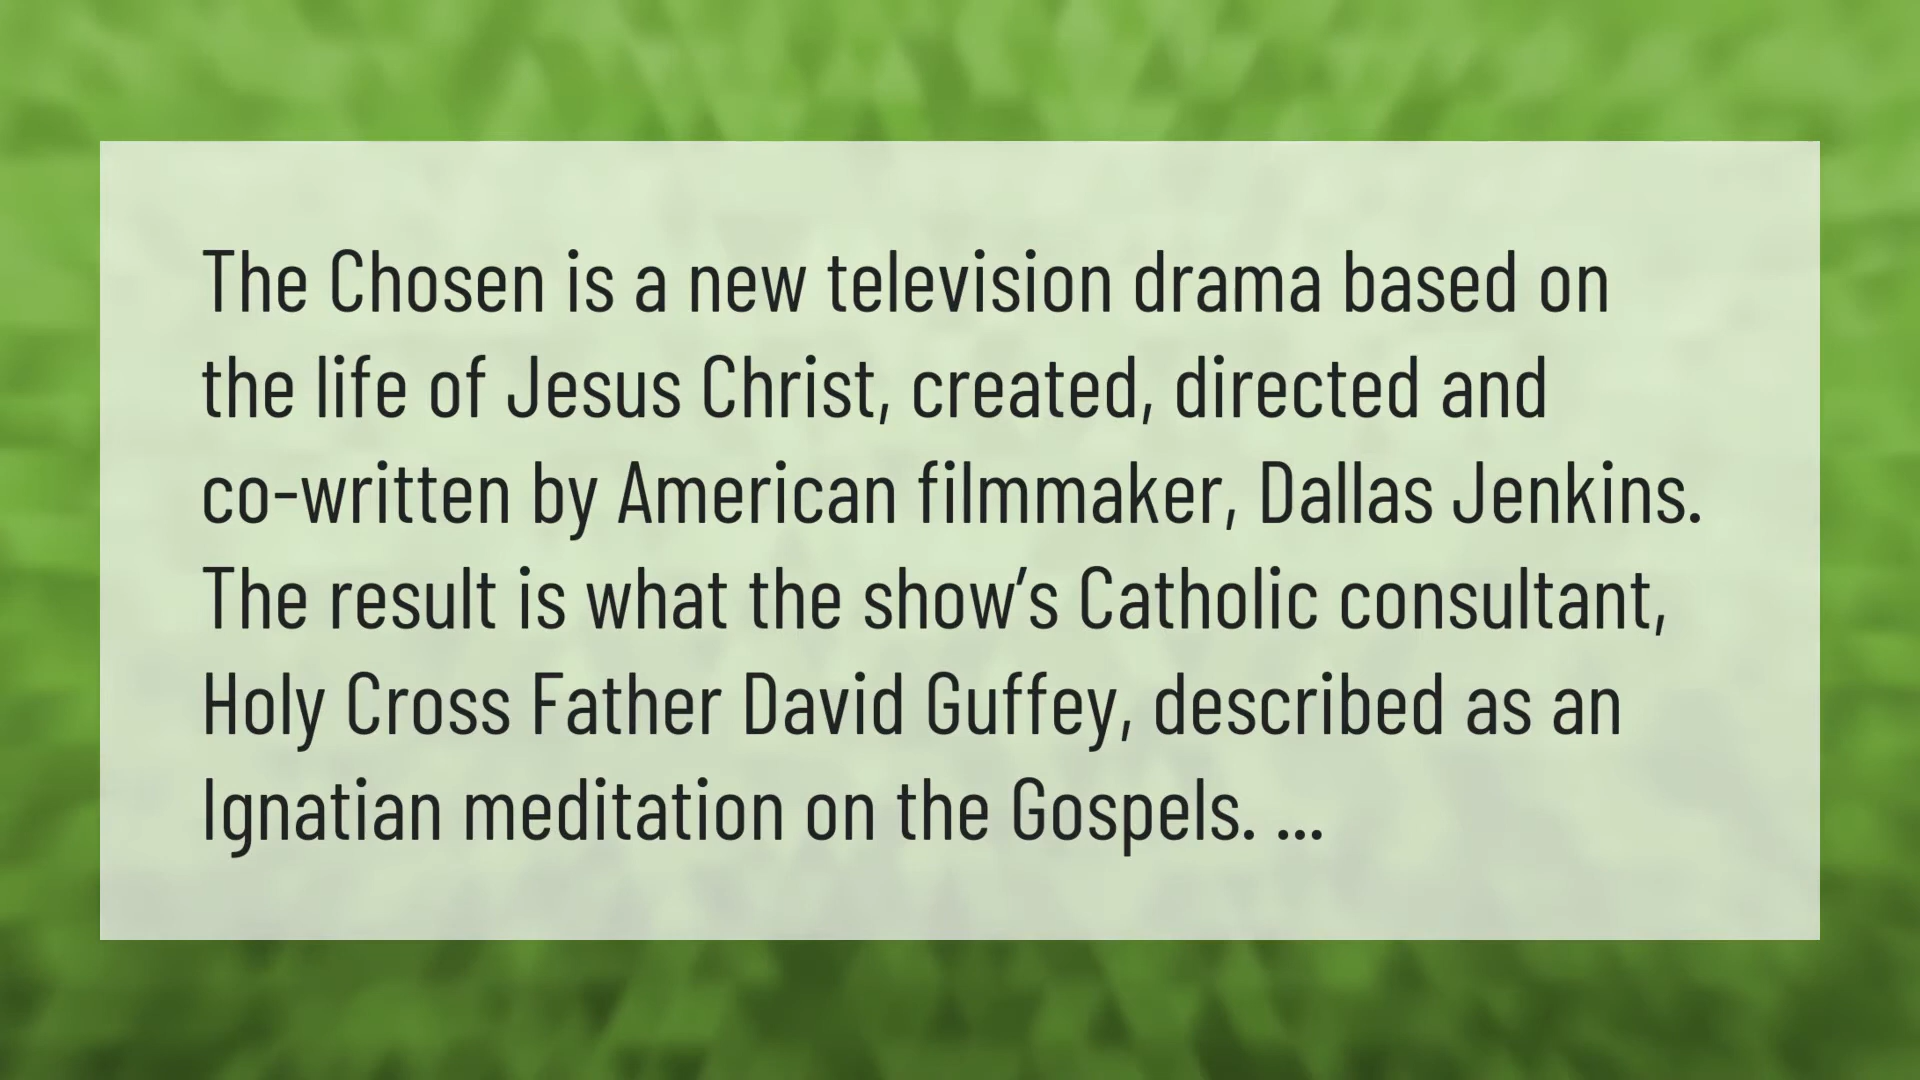 The Chosen is a new television drama based on
the life of Jesus Christ, created, directed and
co-written by American filmmaker, Dallas Jenkins.
The result is what the show’s Catholic consultant,
Holy Cross Father David Guffey, described as an
Ignatian meditation on the Gospels. ...